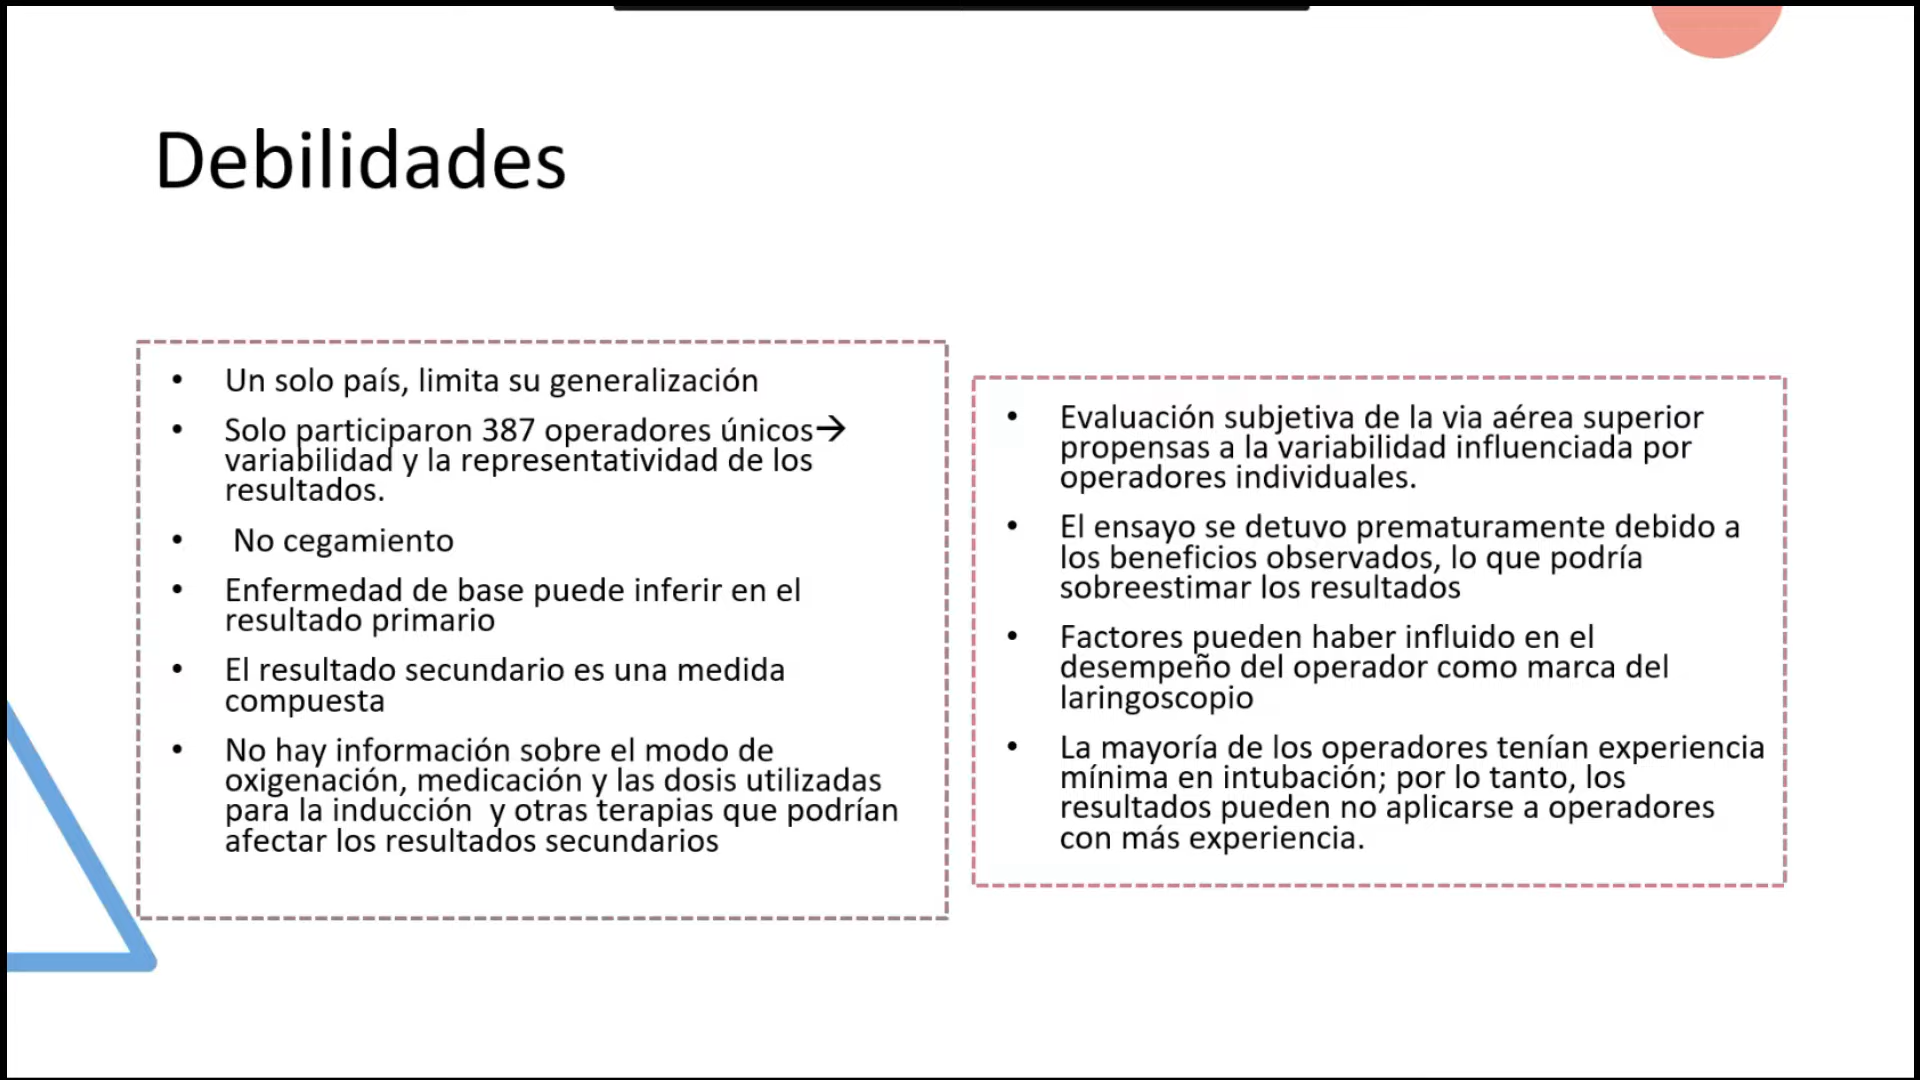 Debilidades
• Un solo país, limita su generalización
• Solo participaron 387 operadores únicos→
variabilidad y la representatividad de los
resultados.
• No cegamiento
• Enfermedad de base puede inferir en el
resultado primario
• El resultado secundario es una medida
compuesta
• No hay información sobre el modo de
oxigenación, medicación y las dosis utilizadas
para la inducción y otras terapias que podrían
afectar los resultados secundarios
• Evaluación subjetiva de la via aérea superior
propensas a la variabilidad influenciada por
operadores individuales.
• El ensayo se detuvo prematuramente debido a
los beneficios observados, lo que podría
sobreestimar los resultados
• Factores pueden haber influido en el
desempeño del operador como marca del
laringoscopio
• La mayoría de los operadores tenían experiencia
mínima en intubación; por lo tanto, los
resultados pueden no aplicarse a operadores
con más experiencia.